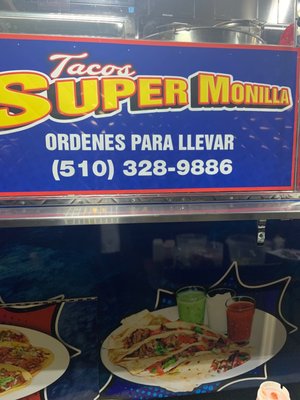 Tacos
SUPER MONILLA
ORDENES PARA LLEVAR
(510) 328-9886